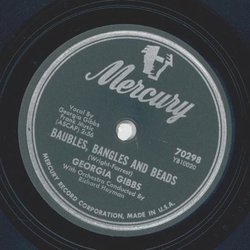 Mercury
Vocal By
Georgia Gibbs
Frank Music
(ASCAP) 2:56
70298
YB10020
BAUBLES, BANGLES AND BEADS
(Wright-Forrest)
GEORGIA GIBBS
With Orchestra Conducted By
Richard Hayman
MERCURY RECORD CORPORATION, MADE IN U.S.A.